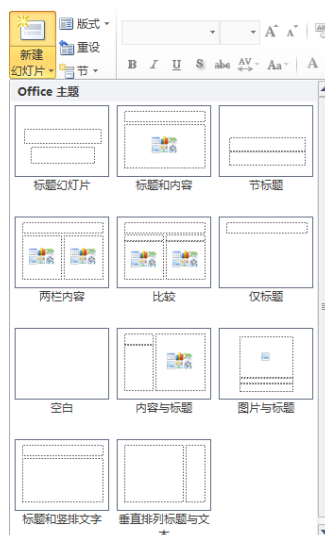 版式
重设
新建
幻灯片
节
B I U S abc AV Aa A
Office 主题
标题幻灯片 标题和内容 节标题
两栏内容 比较 仅标题
空白 内容与标题 图片与标题
标题和竖排文字 垂直排列标题与文
本